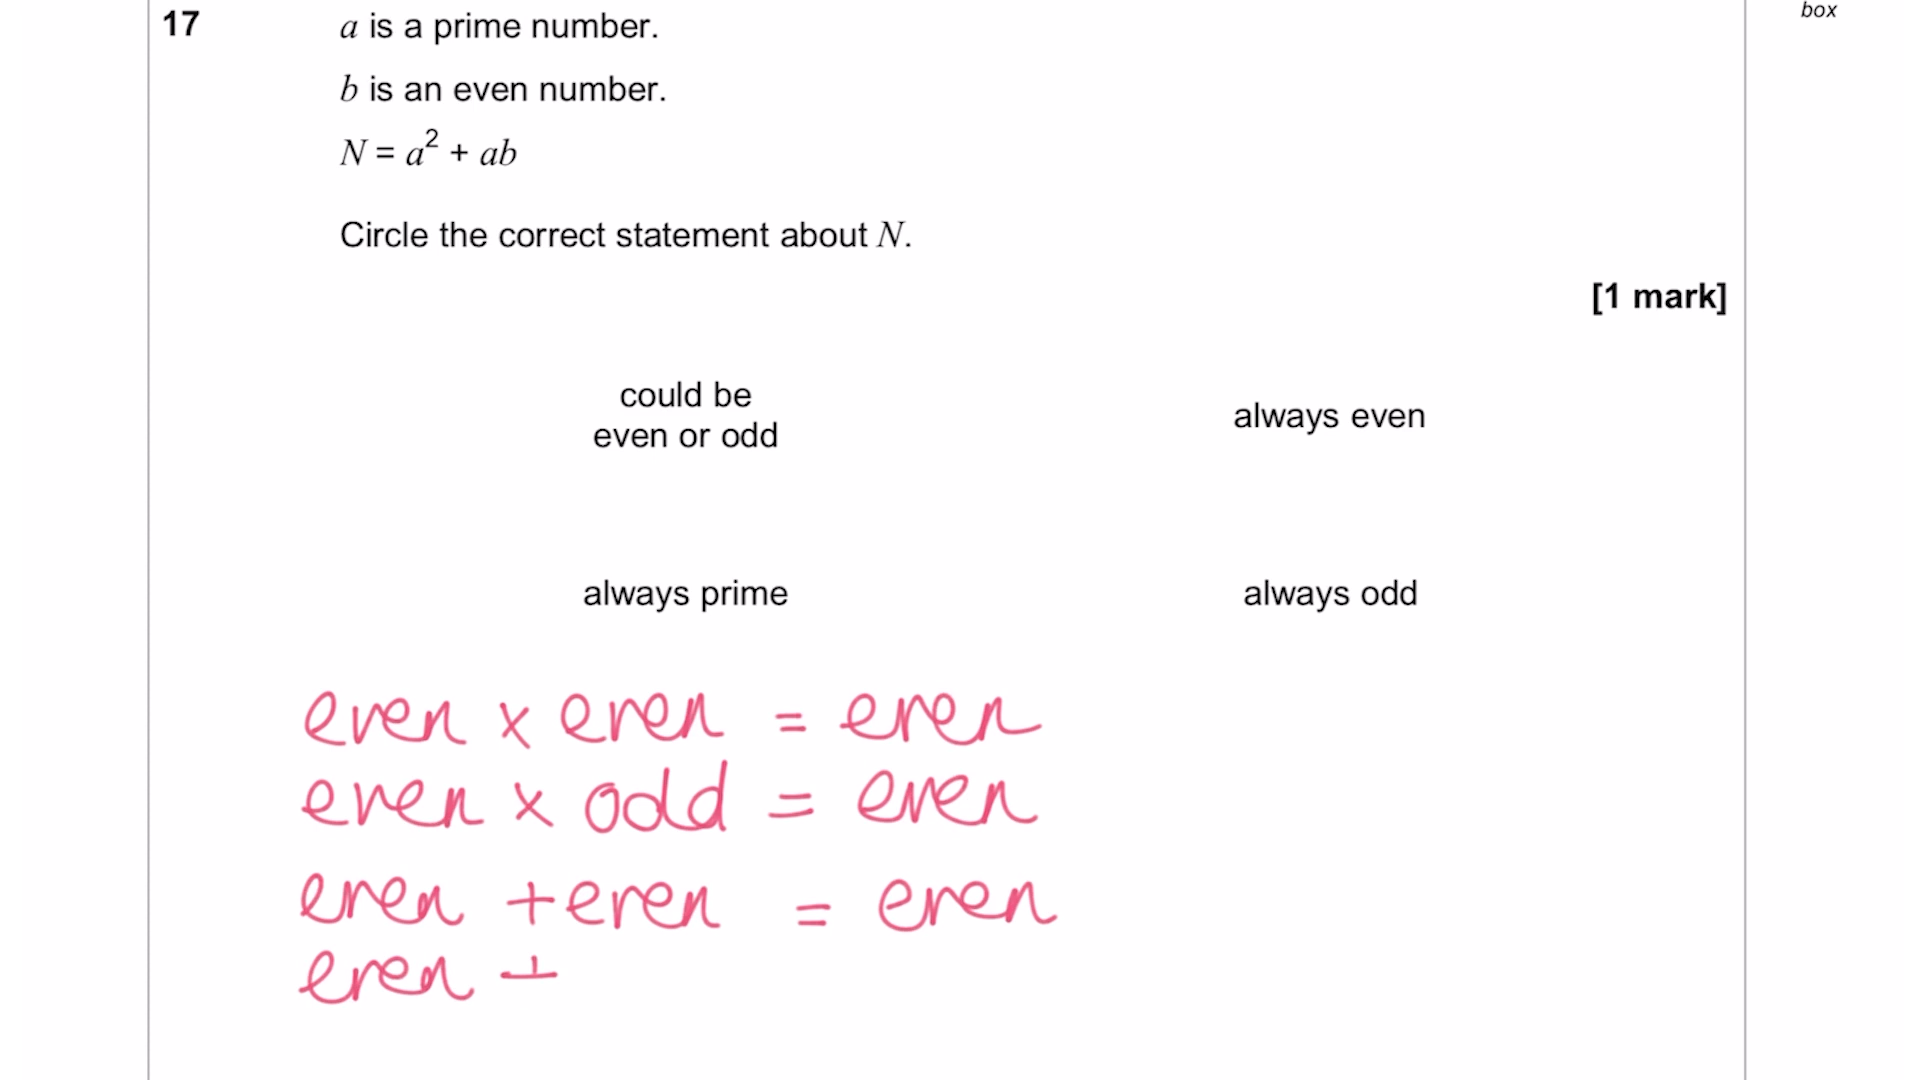 box
17 a is a prime number.
b is an even number.
N = a² + ab
Circle the correct statement about N.
[1 mark]
could be
even or odd
always even
always prime
always odd
even x even = even
even x odd = even
even + even = even
even +